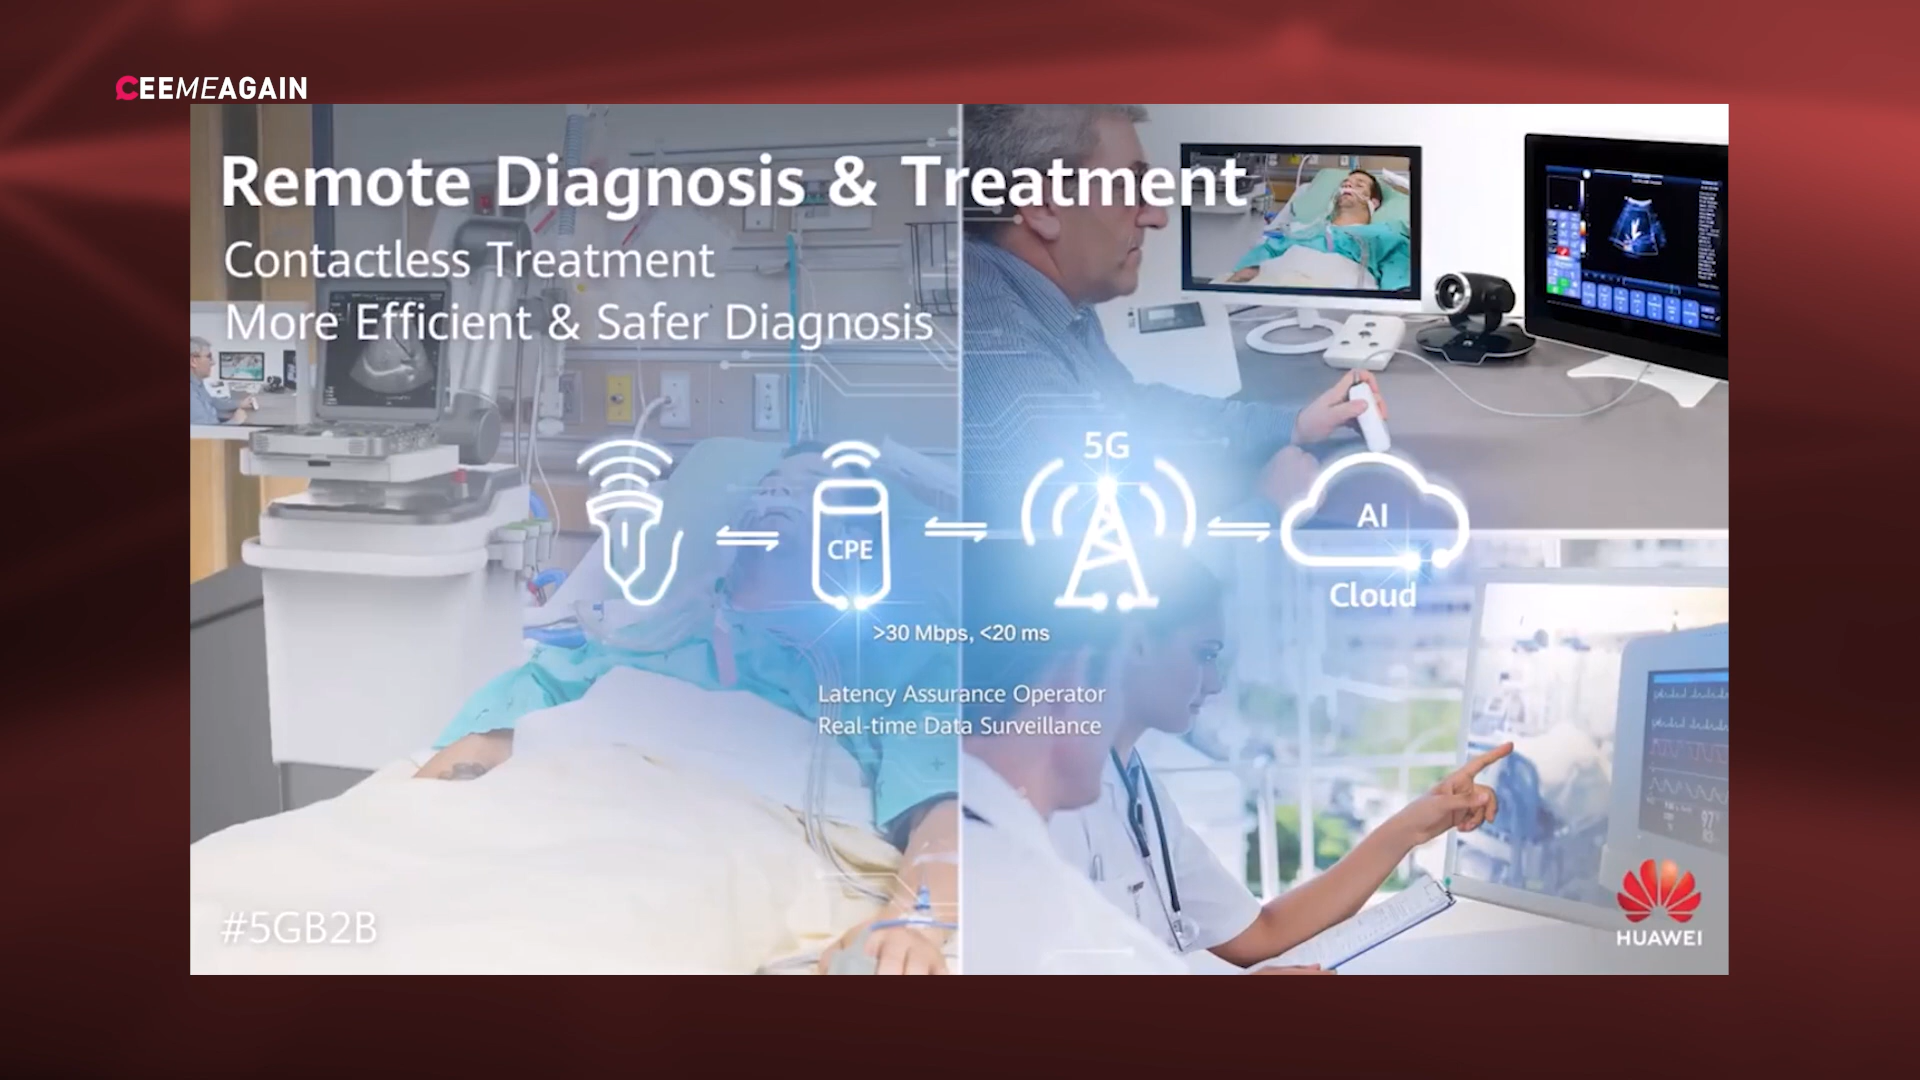 CEEMEAGAIN
Remote Diagnosis & Treatment
Contactless Treatment
More Efficient & Safer Diagnosis
5G
CPE
AI
Cloud
>30 Mbps, <20 ms
Latency Assurance Operator
Real-time Data Surveillance
#5GB2B
HUAWEI